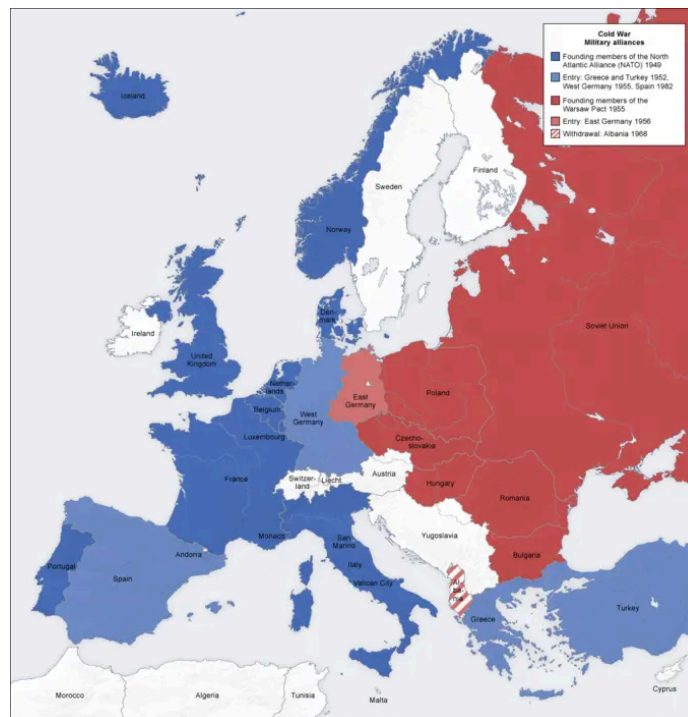 Cold War
Military alliances
Founding members of the North
Atlantic Alliance (NATO) 1949
Entry: Greece and Turkey 1952,
West Germany 1955, Spain 1982
Founding members of the
Warsaw Pact 1955
Entry: East Germany 1956
Withdrawal: Albania 1968
Iceland
Finland
Sweden
Norway
Den-
mark
Ireland
United
Kingdom
Soviet Union
Nether-
lands
Belgium
West
Germany
East
Germany
Poland
Luxembourg
Czecho-
slovakia
France
Switzer-
land
Liecht
Austria
Hungary
Romania
Monaco
San
Marino
Yugoslavia
Andorra
Italy
Bulgaria
Portugal
Spain
Vatican City
Al-
ba-
nia
Greece
Turkey
Morocco
Algeria
Tunisia
Malta
Cyprus